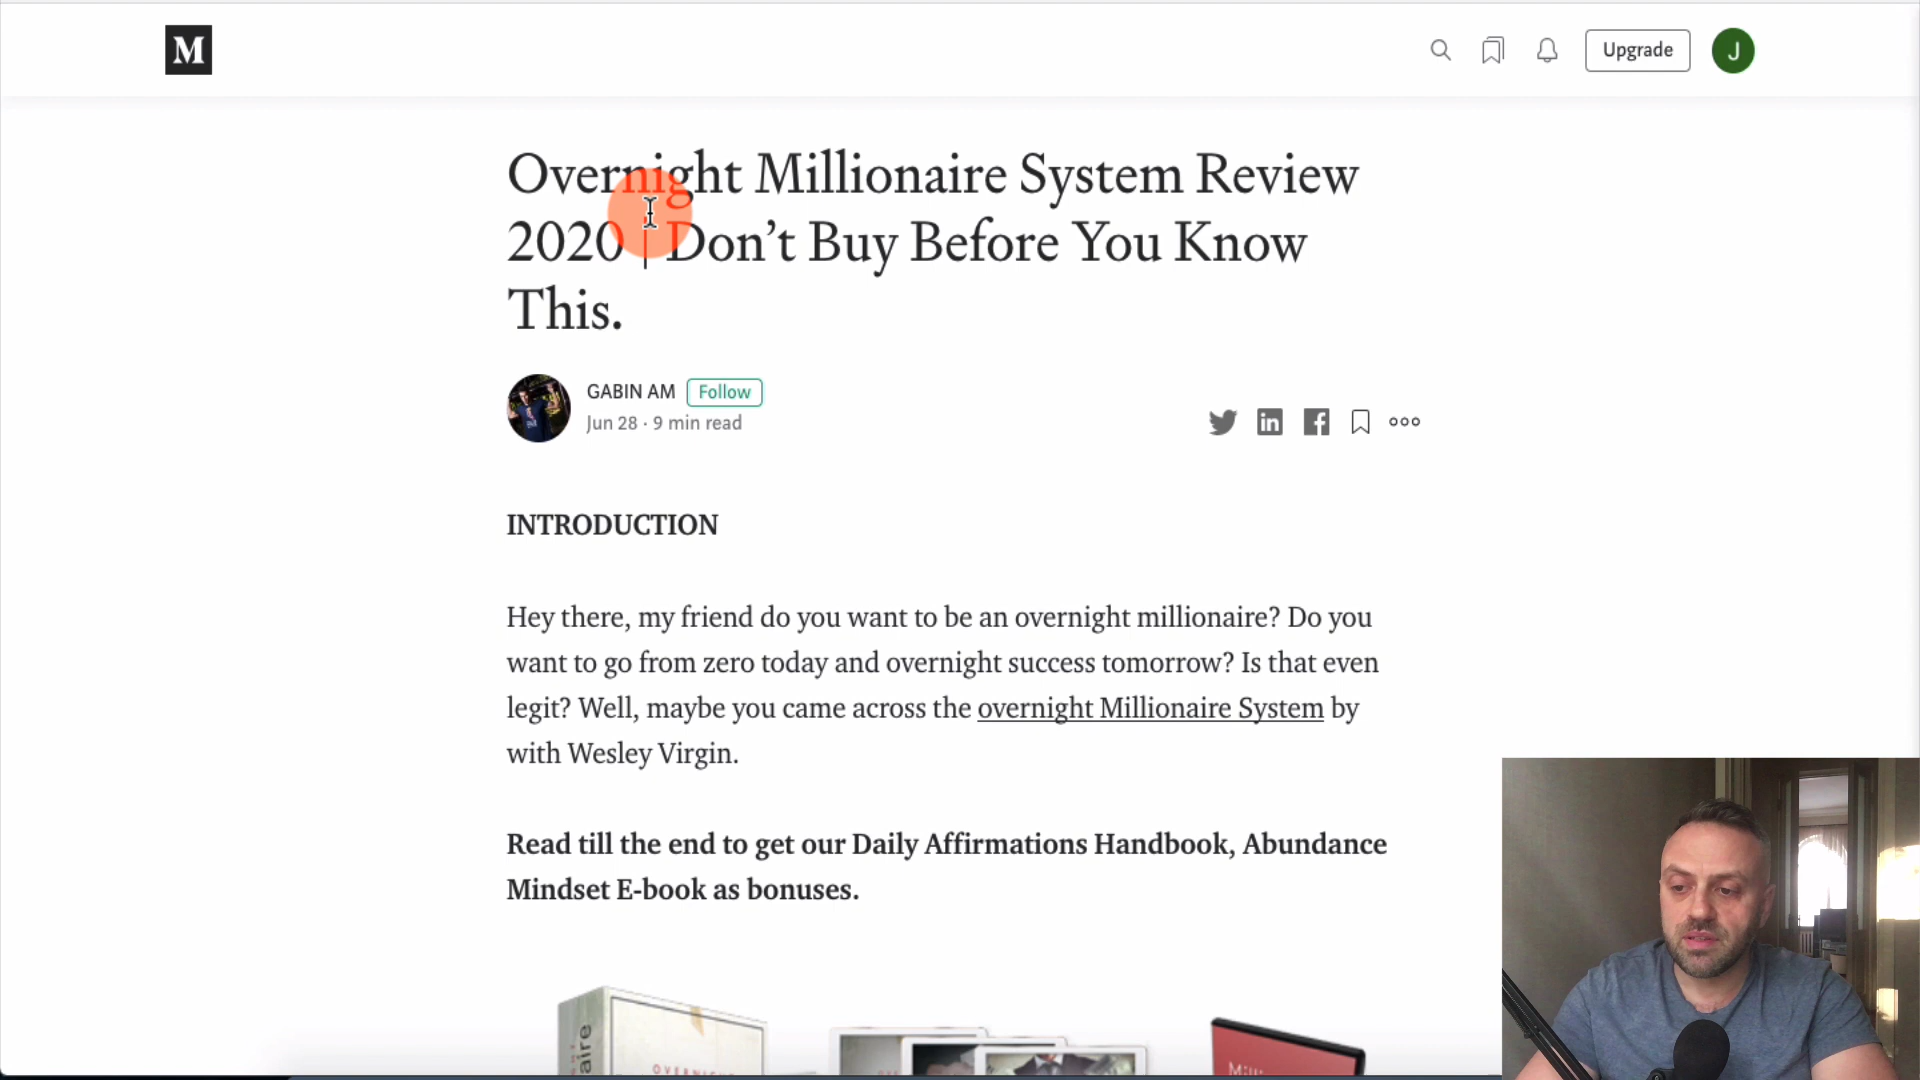 M
Upgrade
J
Overnight Millionaire System Review
2020 | Don’t Buy Before You Know
This.
GABIN AM Follow
Jun 28 · 9 min read
INTRODUCTION
Hey there, my friend do you want to be an overnight millionaire? Do you
want to go from zero today and overnight success tomorrow? Is that even
legit? Well, maybe you came across the overnight Millionaire System by
with Wesley Virgin.
Read till the end to get our Daily Affirmations Handbook, Abundance
Mindset E-book as bonuses.